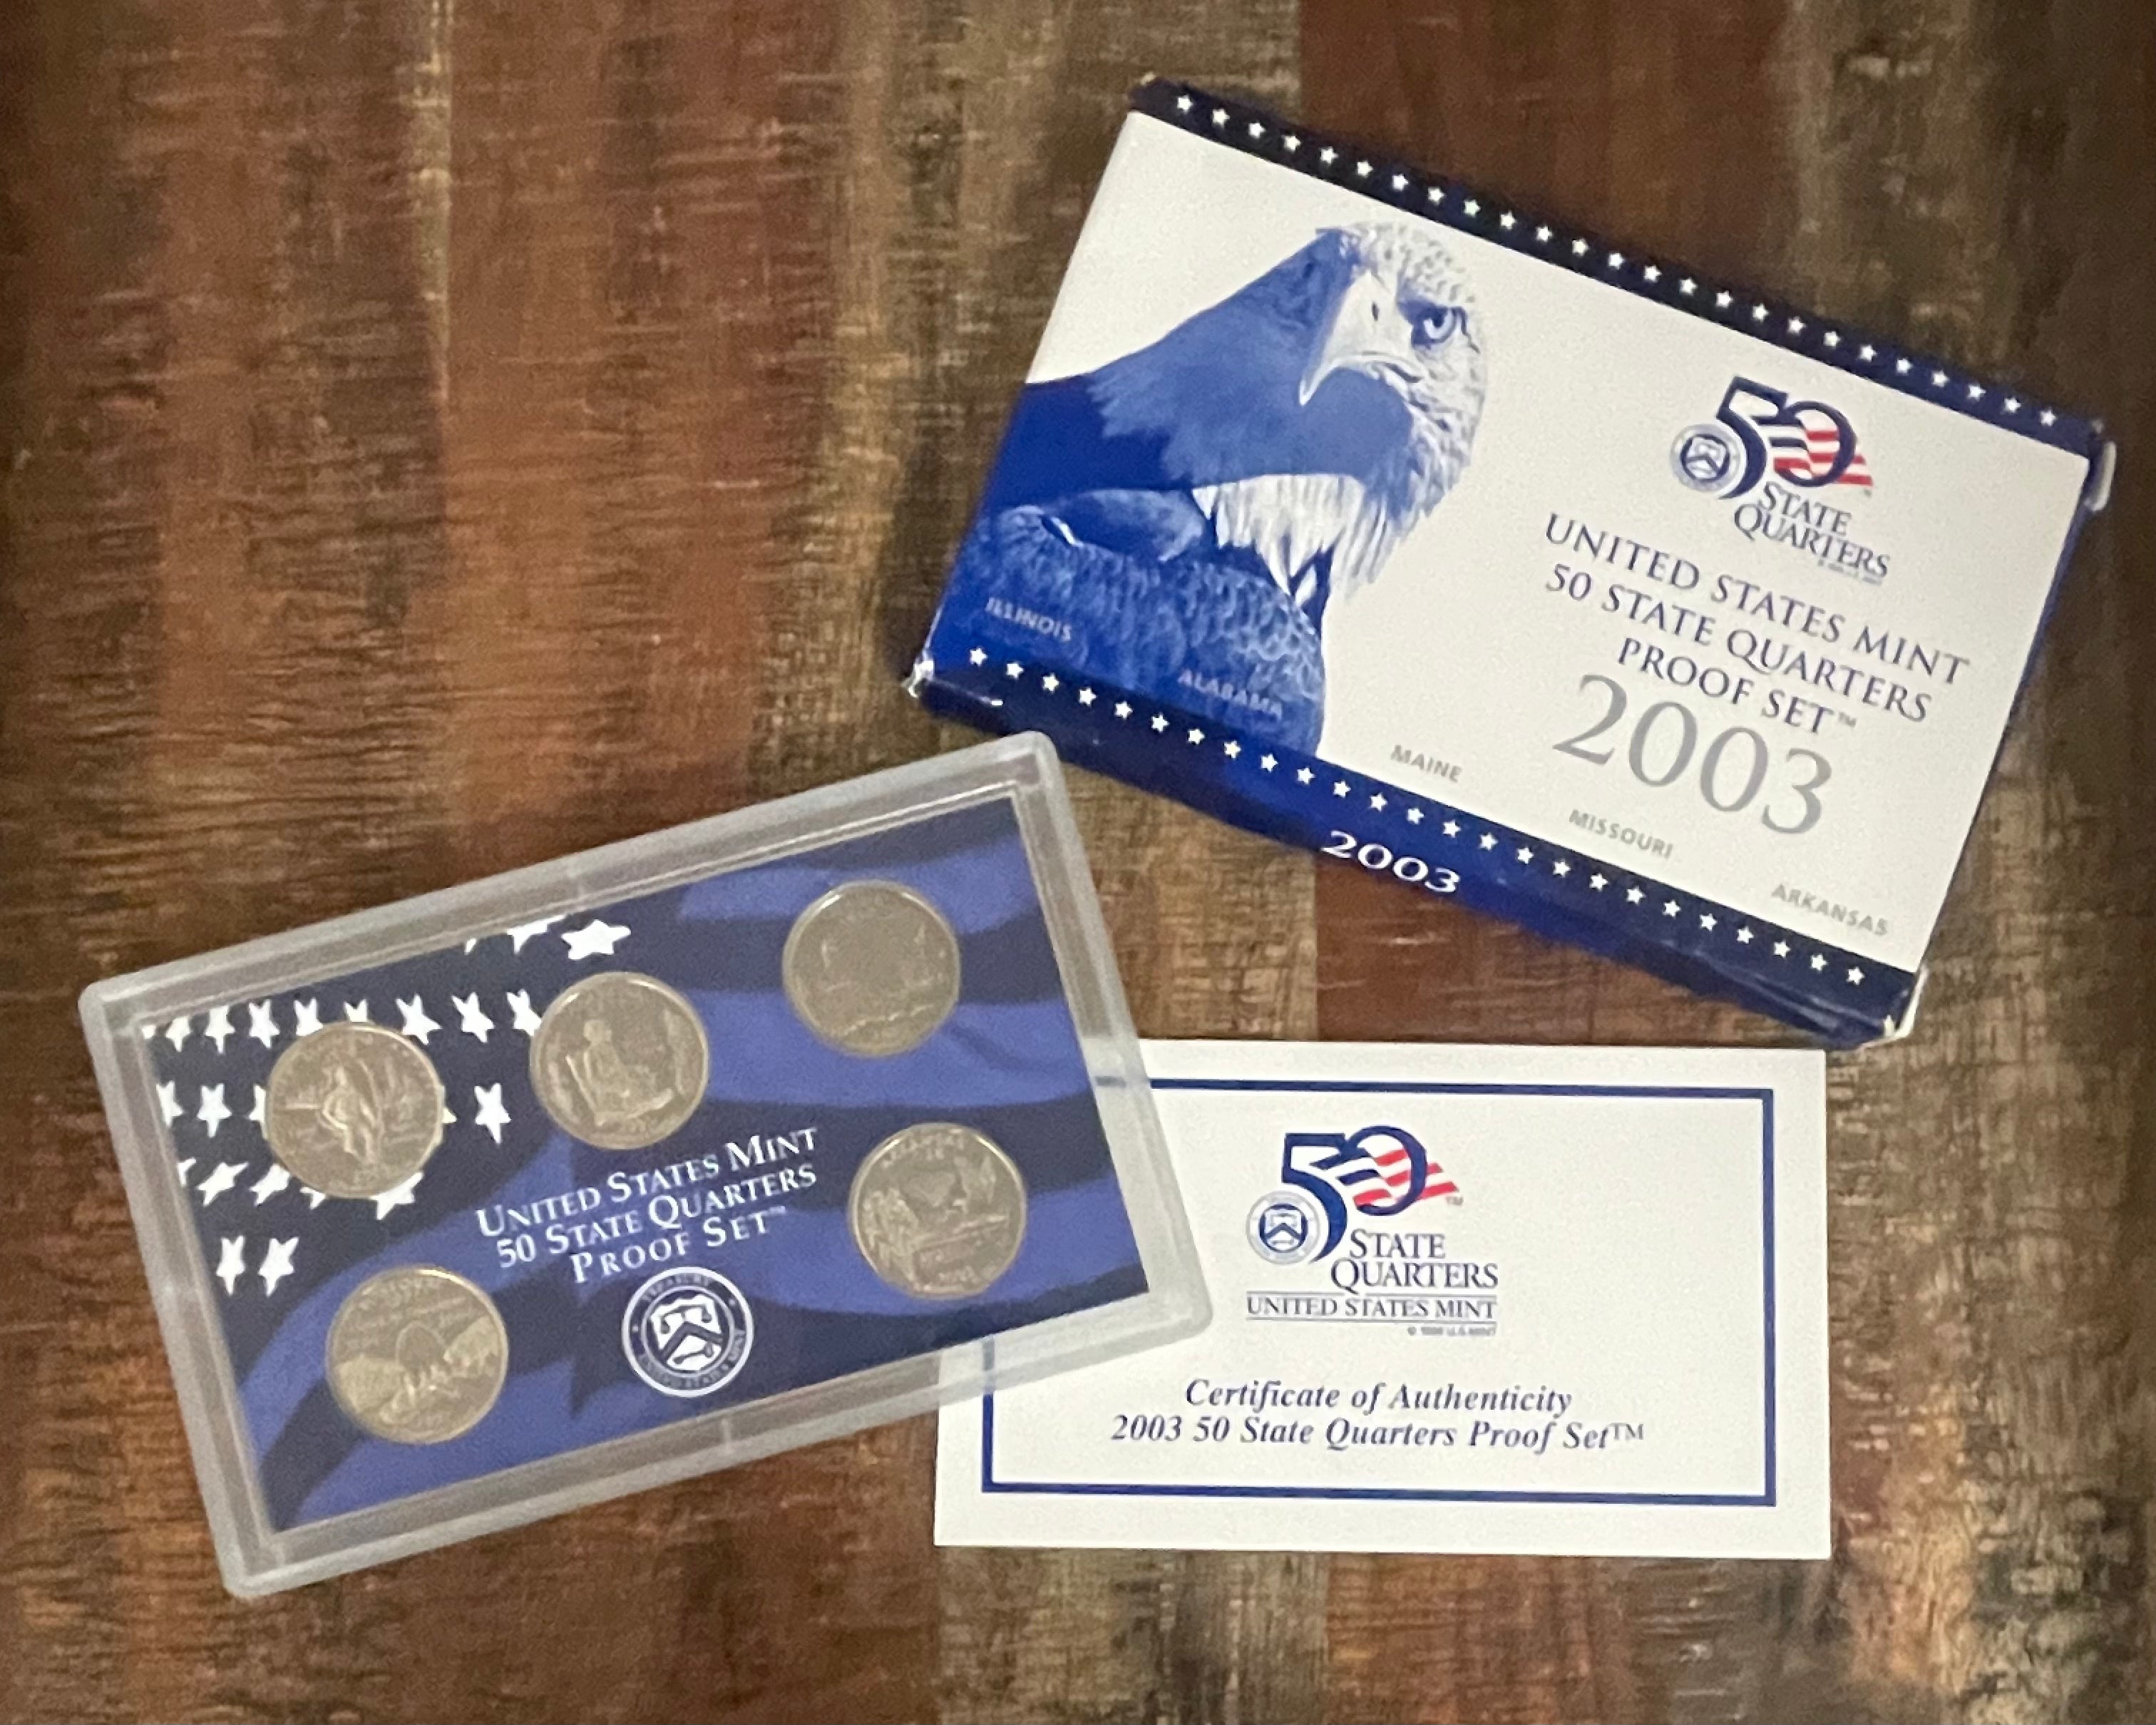 50
STATE
QUARTERS
UNITED STATES MINT
50 STATE QUARTERS
PROOF SET™
2003
ILLINOIS
ALABAMA
MAINE
MISSOURI
ARKANSAS
2003
UNITED STATES MINT
50 STATE QUARTERS
PROOF SET™
50
™
STATE
QUARTERS
UNITED STATES MINT
Certificate of Authenticity
2003 50 State Quarters Proof Set™